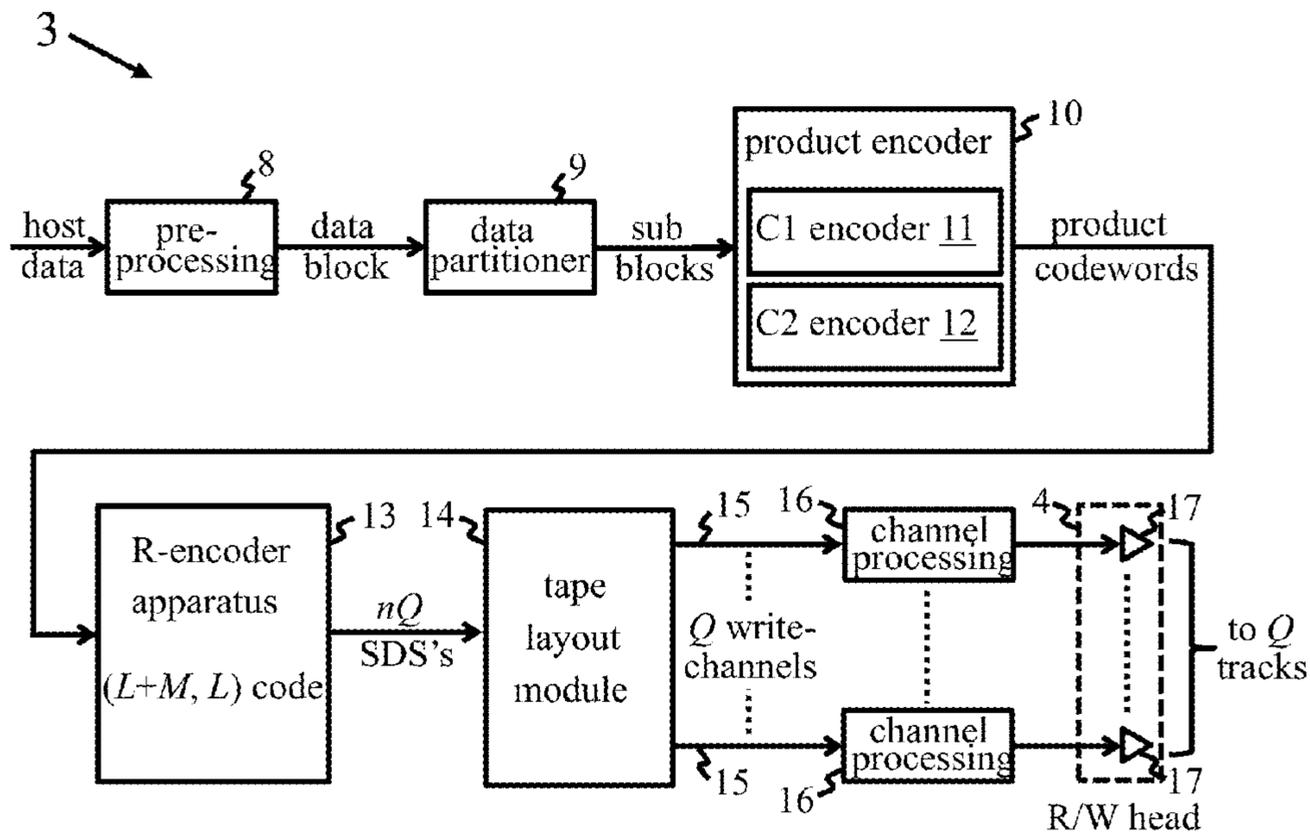 3
8
9
10
host
data
pre-
processing
data
block
data
partitioner
sub
blocks
product encoder
C1 encoder 11
C2 encoder 12
product
codewords
13
R-encoder
apparatus
(L+M, L) code
nQ
SDS's
14
tape
layout
module
15
Q write-
channels
15
16
channel
processing
channel
processing
16
4
17
17
R/W head
to Q
tracks